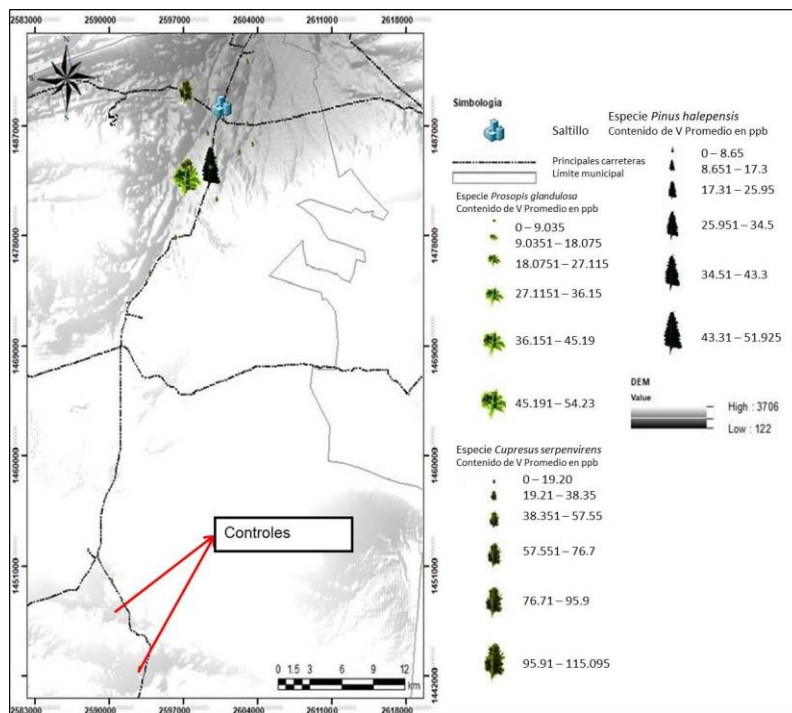 2583000 2590000 2597000 2604000 2611000 2618000
1487000
1478000
1469000
1460000
1451000
1442000
1487000
1478000
1469000
1460000
1451000
1442000
Controles
0 1.5 3 6 9 12
km
2583000 2590000 2597000 2604000 2611000 2618000
Simbología
Saltillo
Principales carreteras
Límite municipal
Especie Prosopis glandulosa
Contenido de V Promedio en ppb
0 – 9.035
9.0351 – 18.075
18.0751 – 27.115
27.1151 – 36.15
36.151 – 45.19
45.191 – 54.23
Especie Cupresus serpenvirens
Contenido de V Promedio en ppb
0 – 19.20
19.21 – 38.35
38.351 – 57.55
57.551 – 76.7
76.71 – 95.9
95.91 – 115.095
Especie Pinus halepensis
Contenido de V Promedio en ppb
0 – 8.65
8.651 – 17.3
17.31 – 25.95
25.951 – 34.5
34.51 – 43.3
43.31 – 51.925
DEM
Value
High : 3706
Low : 122